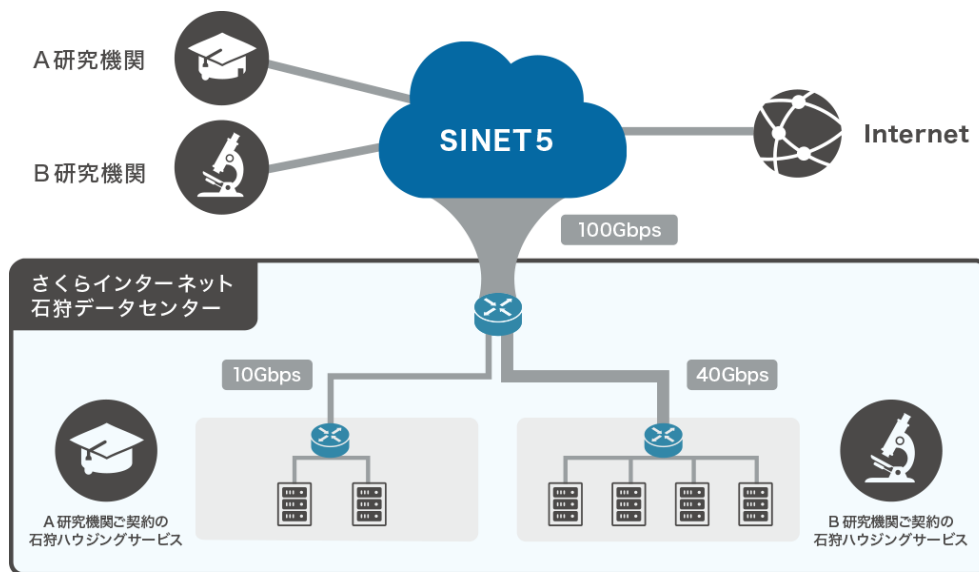 A研究機関
B研究機関
SINET5
Internet
100Gbps
さくらインターネット
石狩データセンター
10Gbps
40Gbps
A研究機関ご契約の
石狩ハウジングサービス
B研究機関ご契約の
石狩ハウジングサービス